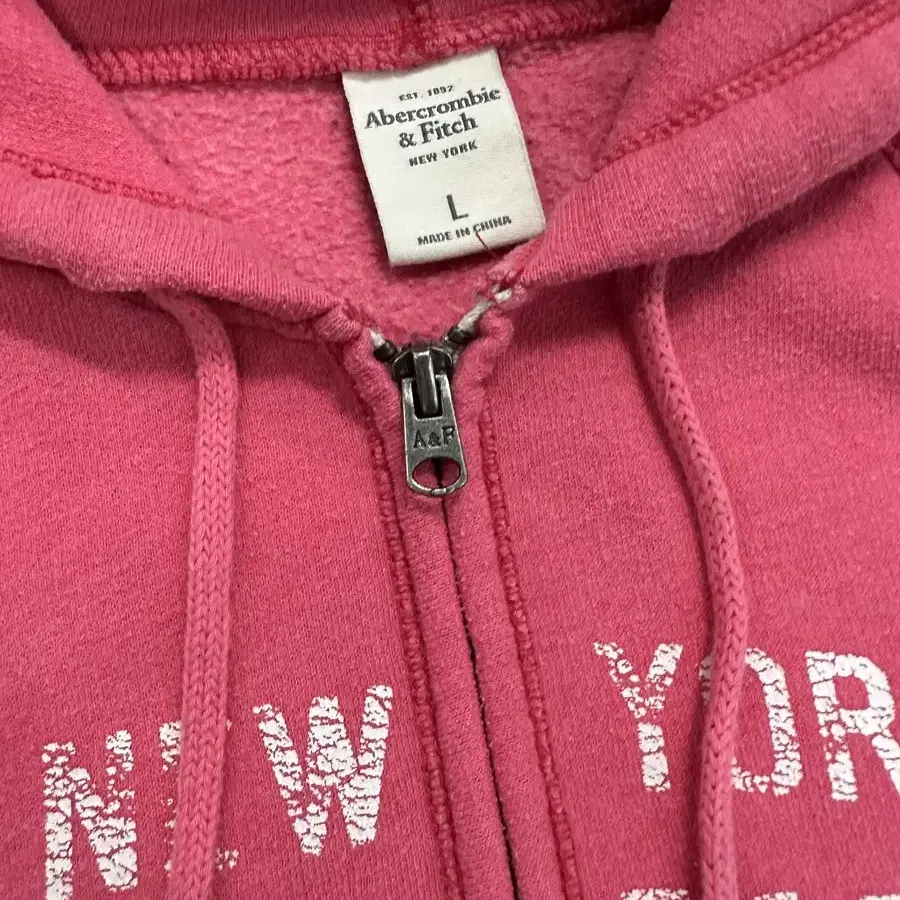 EST. 1892
Abercrombie
& Fitch
NEW YORK
L
MADE IN CHINA
A&F
NEW YOR